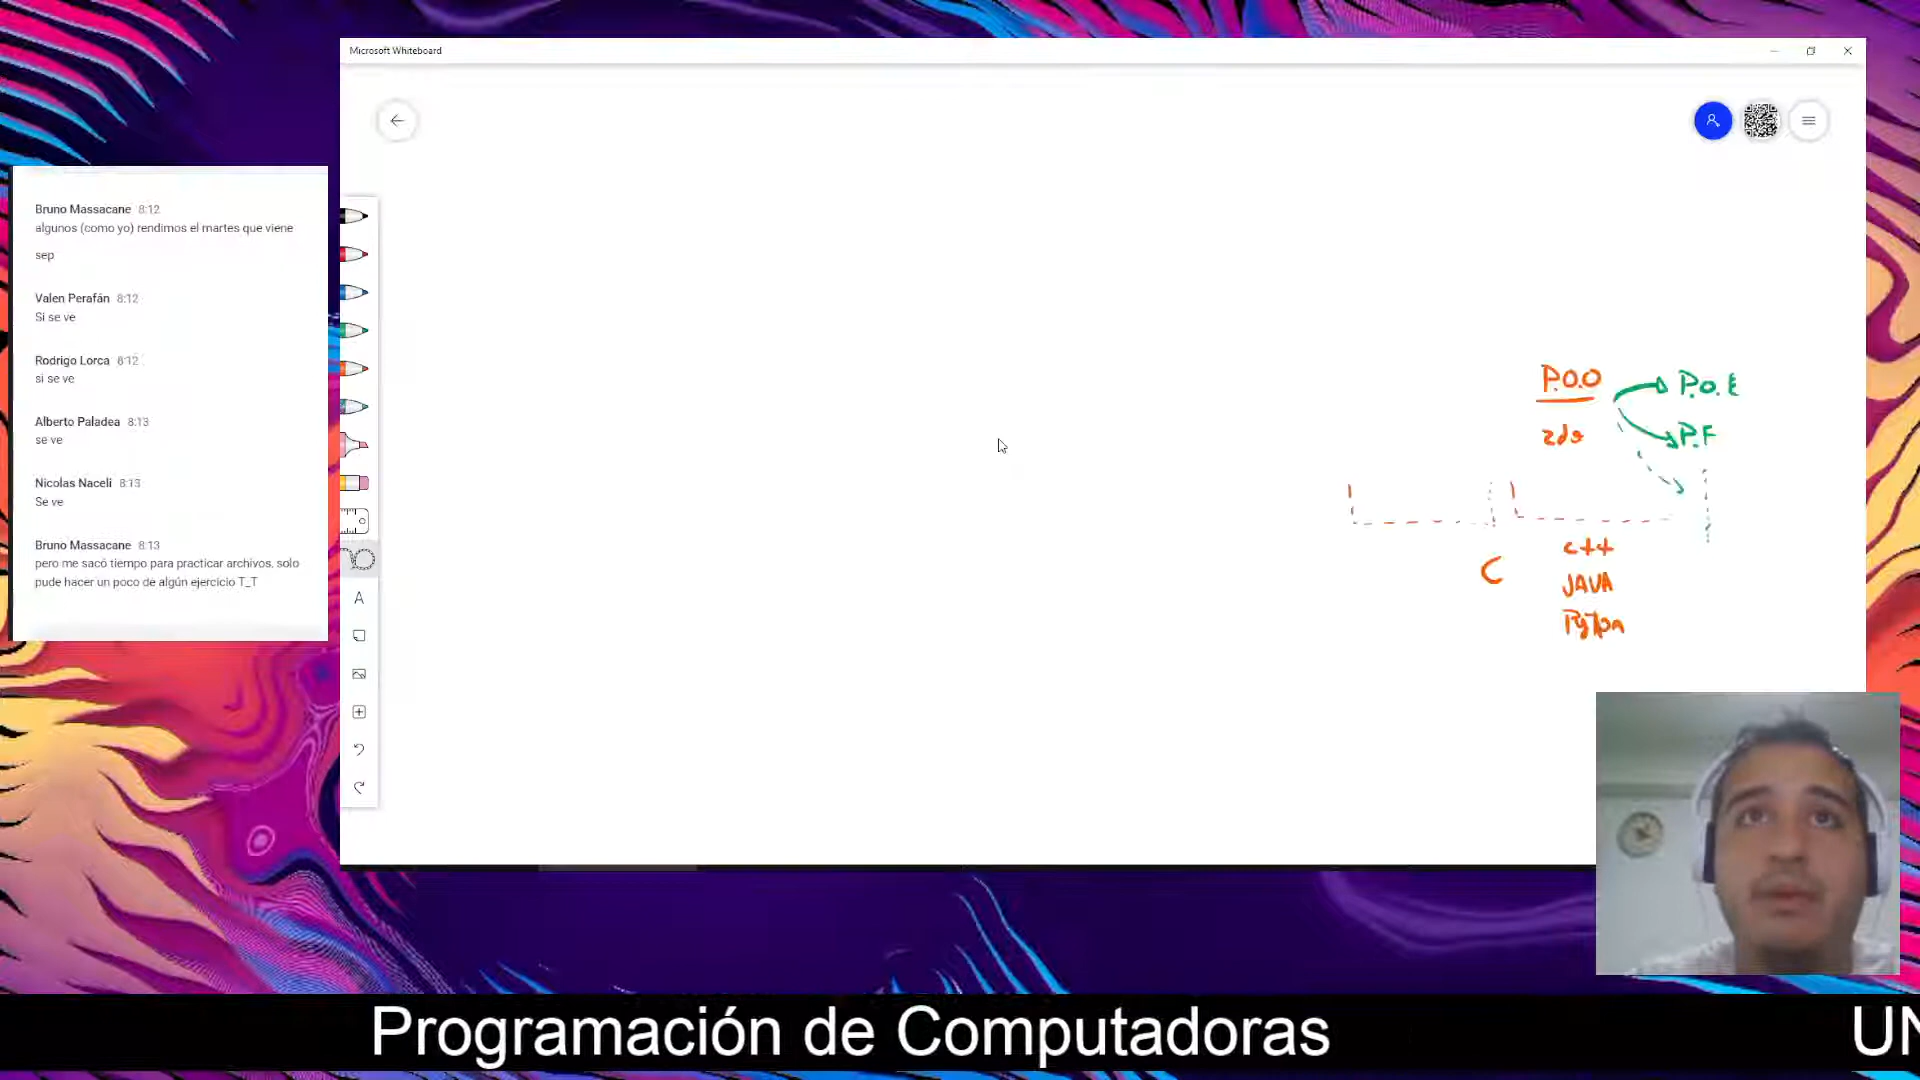 Microsoft Whiteboard
Bruno Massacane 8:12
algunos (como yo) rendimos el martes que viene
sep
Valen Perafán 8:12
Si se ve
Rodrigo Lorca 8:12
si se ve
Alberto Paladea 8:13
se ve
Nicolas Naceli 8:13
Se ve
Bruno Massacane 8:13
pero me sacó tiempo para practicar archivos, solo
pude hacer un poco de algún ejercicio T_T
A
P.O.O
P.O.E
2do
P.F
C
C++
JAVA
Python
Programación de Computadoras
UN